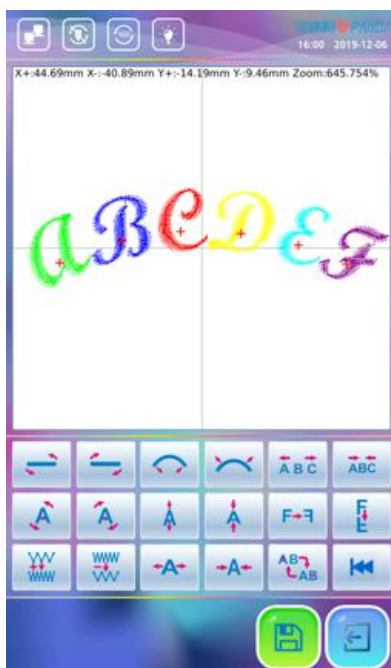 16:00 2019-12-06
X+:44.69mm X-:-40.89mm Y+:-14.19mm Y-:9.46mm Zoom:645.754%
ABCDEF
A B C
ABC
A
A
A
A
F
F
F
F
A
A
AB
AB